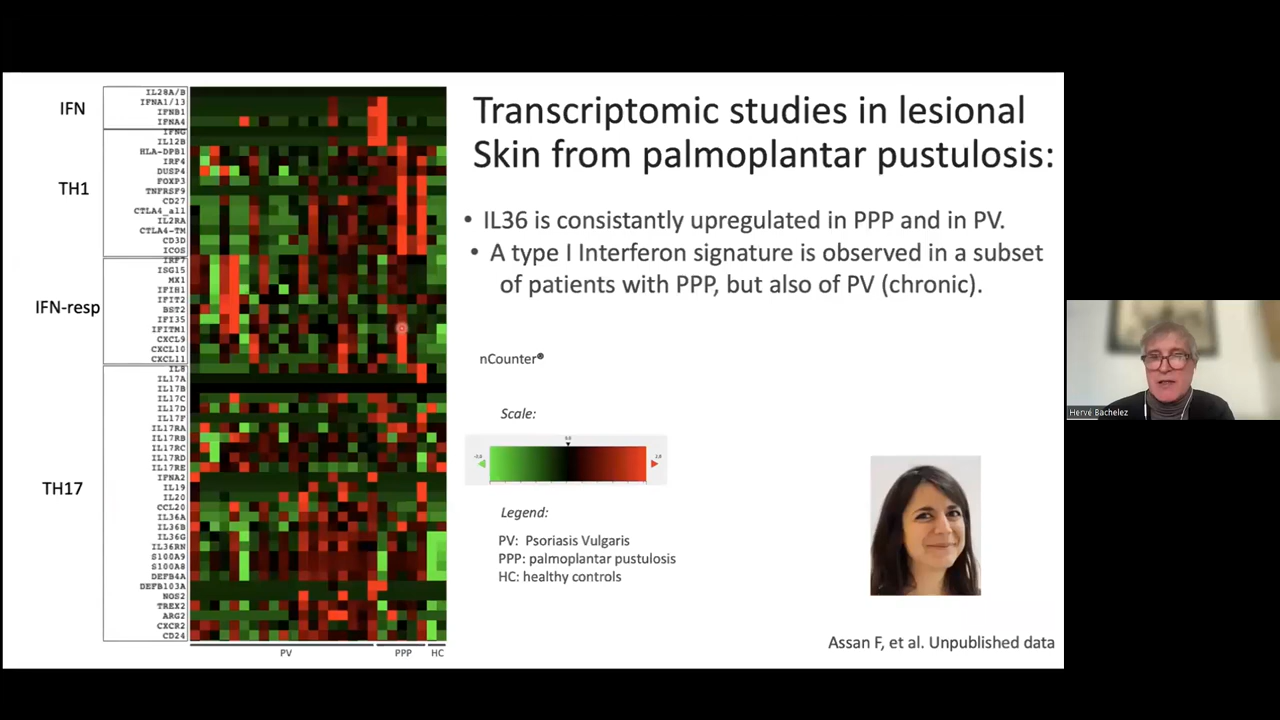 Transcriptomic studies in lesional
Skin from palmoplantar pustulosis:
• IL36 is consistantly upregulated in PPP and in PV.
• A type I Interferon signature is observed in a subset
of patients with PPP, but also of PV (chronic).
nCounter®
Scale:
Legend:
PV: Psoriasis Vulgaris
PPP: palmoplantar pustulosis
HC: healthy controls
Assan F, et al. Unpublished data
Hervé Bachelez
IFN
IL28A/B
IFNA1/13
IFNB1
IFNA4
TH1
IFNG
IL12B
HLA-DPB1
IRF4
DUSP4
FOXP3
TNFRSF9
CD27
CTLA4_all
IL2RA
CTLA4-TM
CD3D
ICOS
IFN-resp
IRF7
ISG15
MX1
IFIH1
IFIT2
BST2
IFI35
IFITM1
CXCL9
CXCL10
CXCL11
TH17
IL8
IL17A
IL17B
IL17C
IL17D
IL17F
IL17RA
IL17RB
IL17RC
IL17RD
IL17RE
IFNA2
IL19
IL20
CCL20
IL36A
IL36B
IL36G
IL36RN
S100A9
S100A8
DEFB4A
DEFB103A
NOS2
TREX2
ARG2
CXCR2
CD24
PV PPP HC